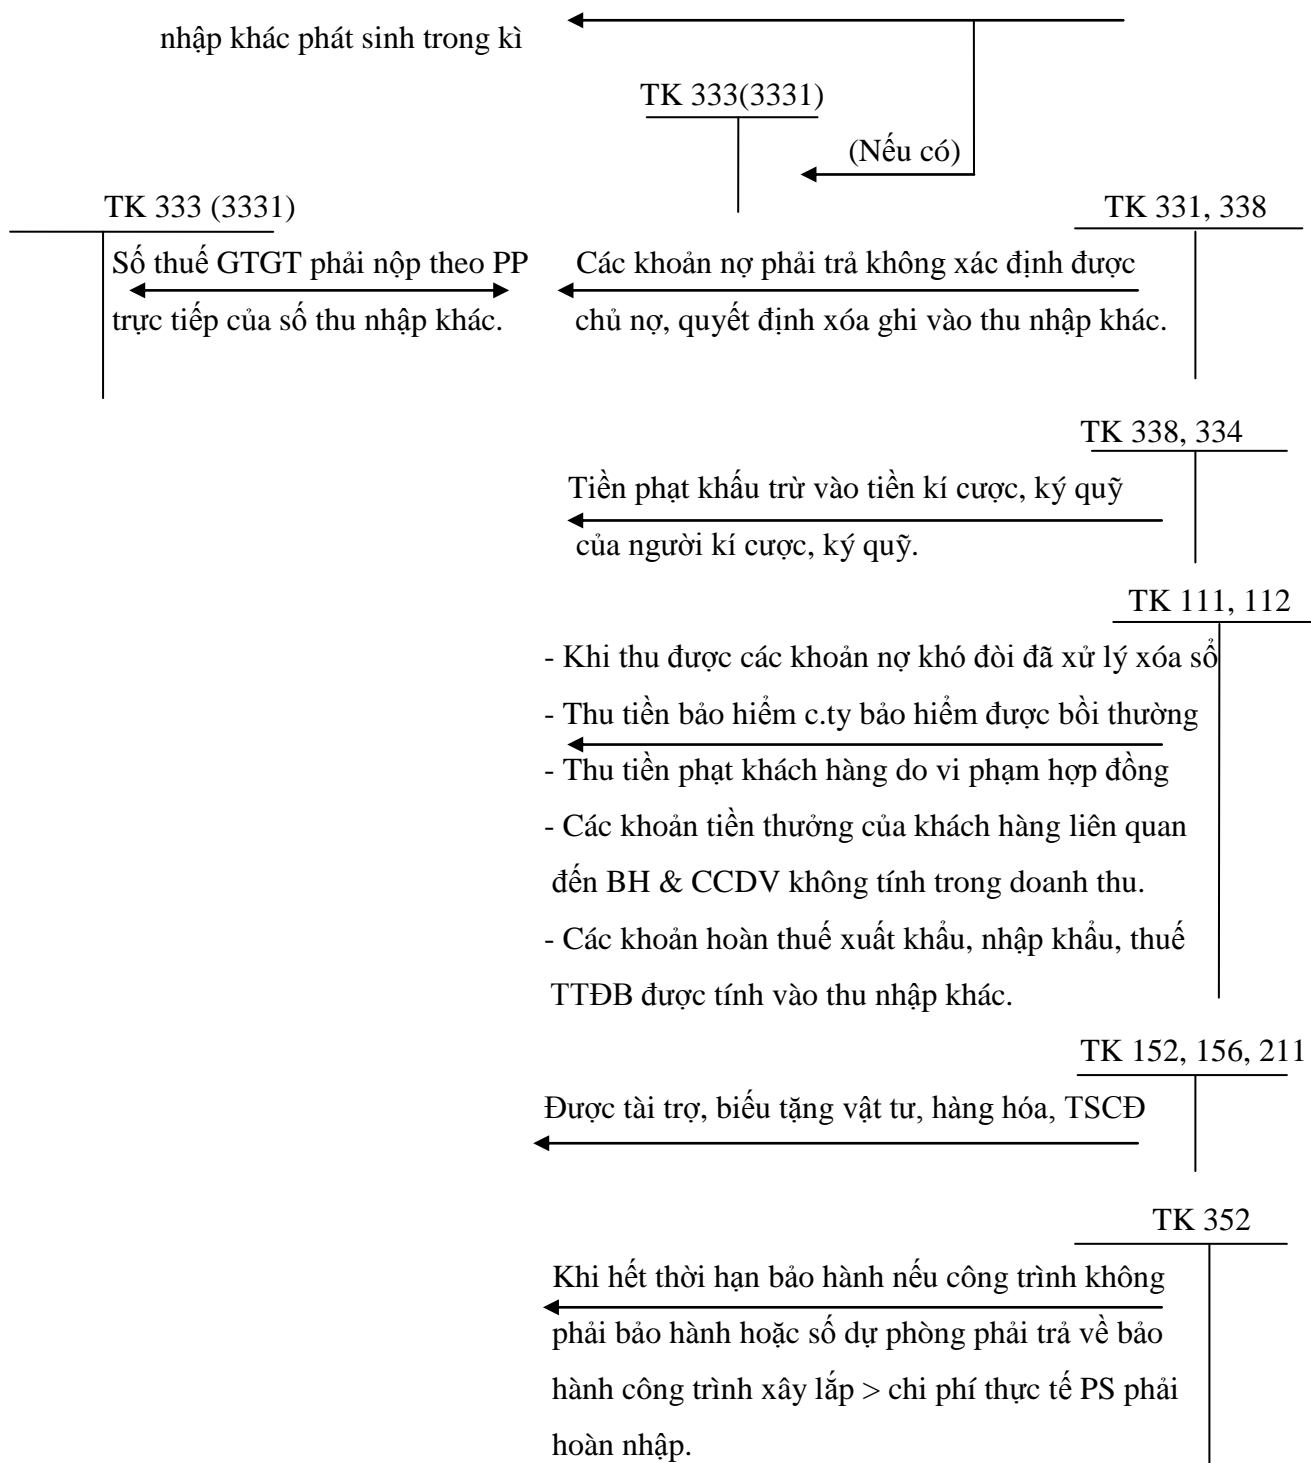 nhập khác phát sinh trong kì
TK 333(3331)
(Nếu có)
TK 333 (3331)
TK 331, 338
Số thuế GTGT phải nộp theo PP
trực tiếp của số thu nhập khác.
Các khoản nợ phải trả không xác định được
chủ nợ, quyết định xóa ghi vào thu nhập khác.
TK 338, 334
Tiền phạt khấu trừ vào tiền kí cược, ký quỹ
của người kí cược, ký quỹ.
TK 111, 112
- Khi thu được các khoản nợ khó đòi đã xử lý xóa sổ
- Thu tiền bảo hiểm c.ty bảo hiểm được bồi thường
- Thu tiền phạt khách hàng do vi phạm hợp đồng
- Các khoản tiền thưởng của khách hàng liên quan
đến BH & CCDV không tính trong doanh thu.
- Các khoản hoàn thuế xuất khẩu, nhập khẩu, thuế
TTĐB được tính vào thu nhập khác.
TK 152, 156, 211
Được tài trợ, biếu tặng vật tư, hàng hóa, TSCĐ
TK 352
Khi hết thời hạn bảo hành nếu công trình không
phải bảo hành hoặc số dự phòng phải trả về bảo
hành công trình xây lắp > chi phí thực tế PS phải
hoàn nhập.